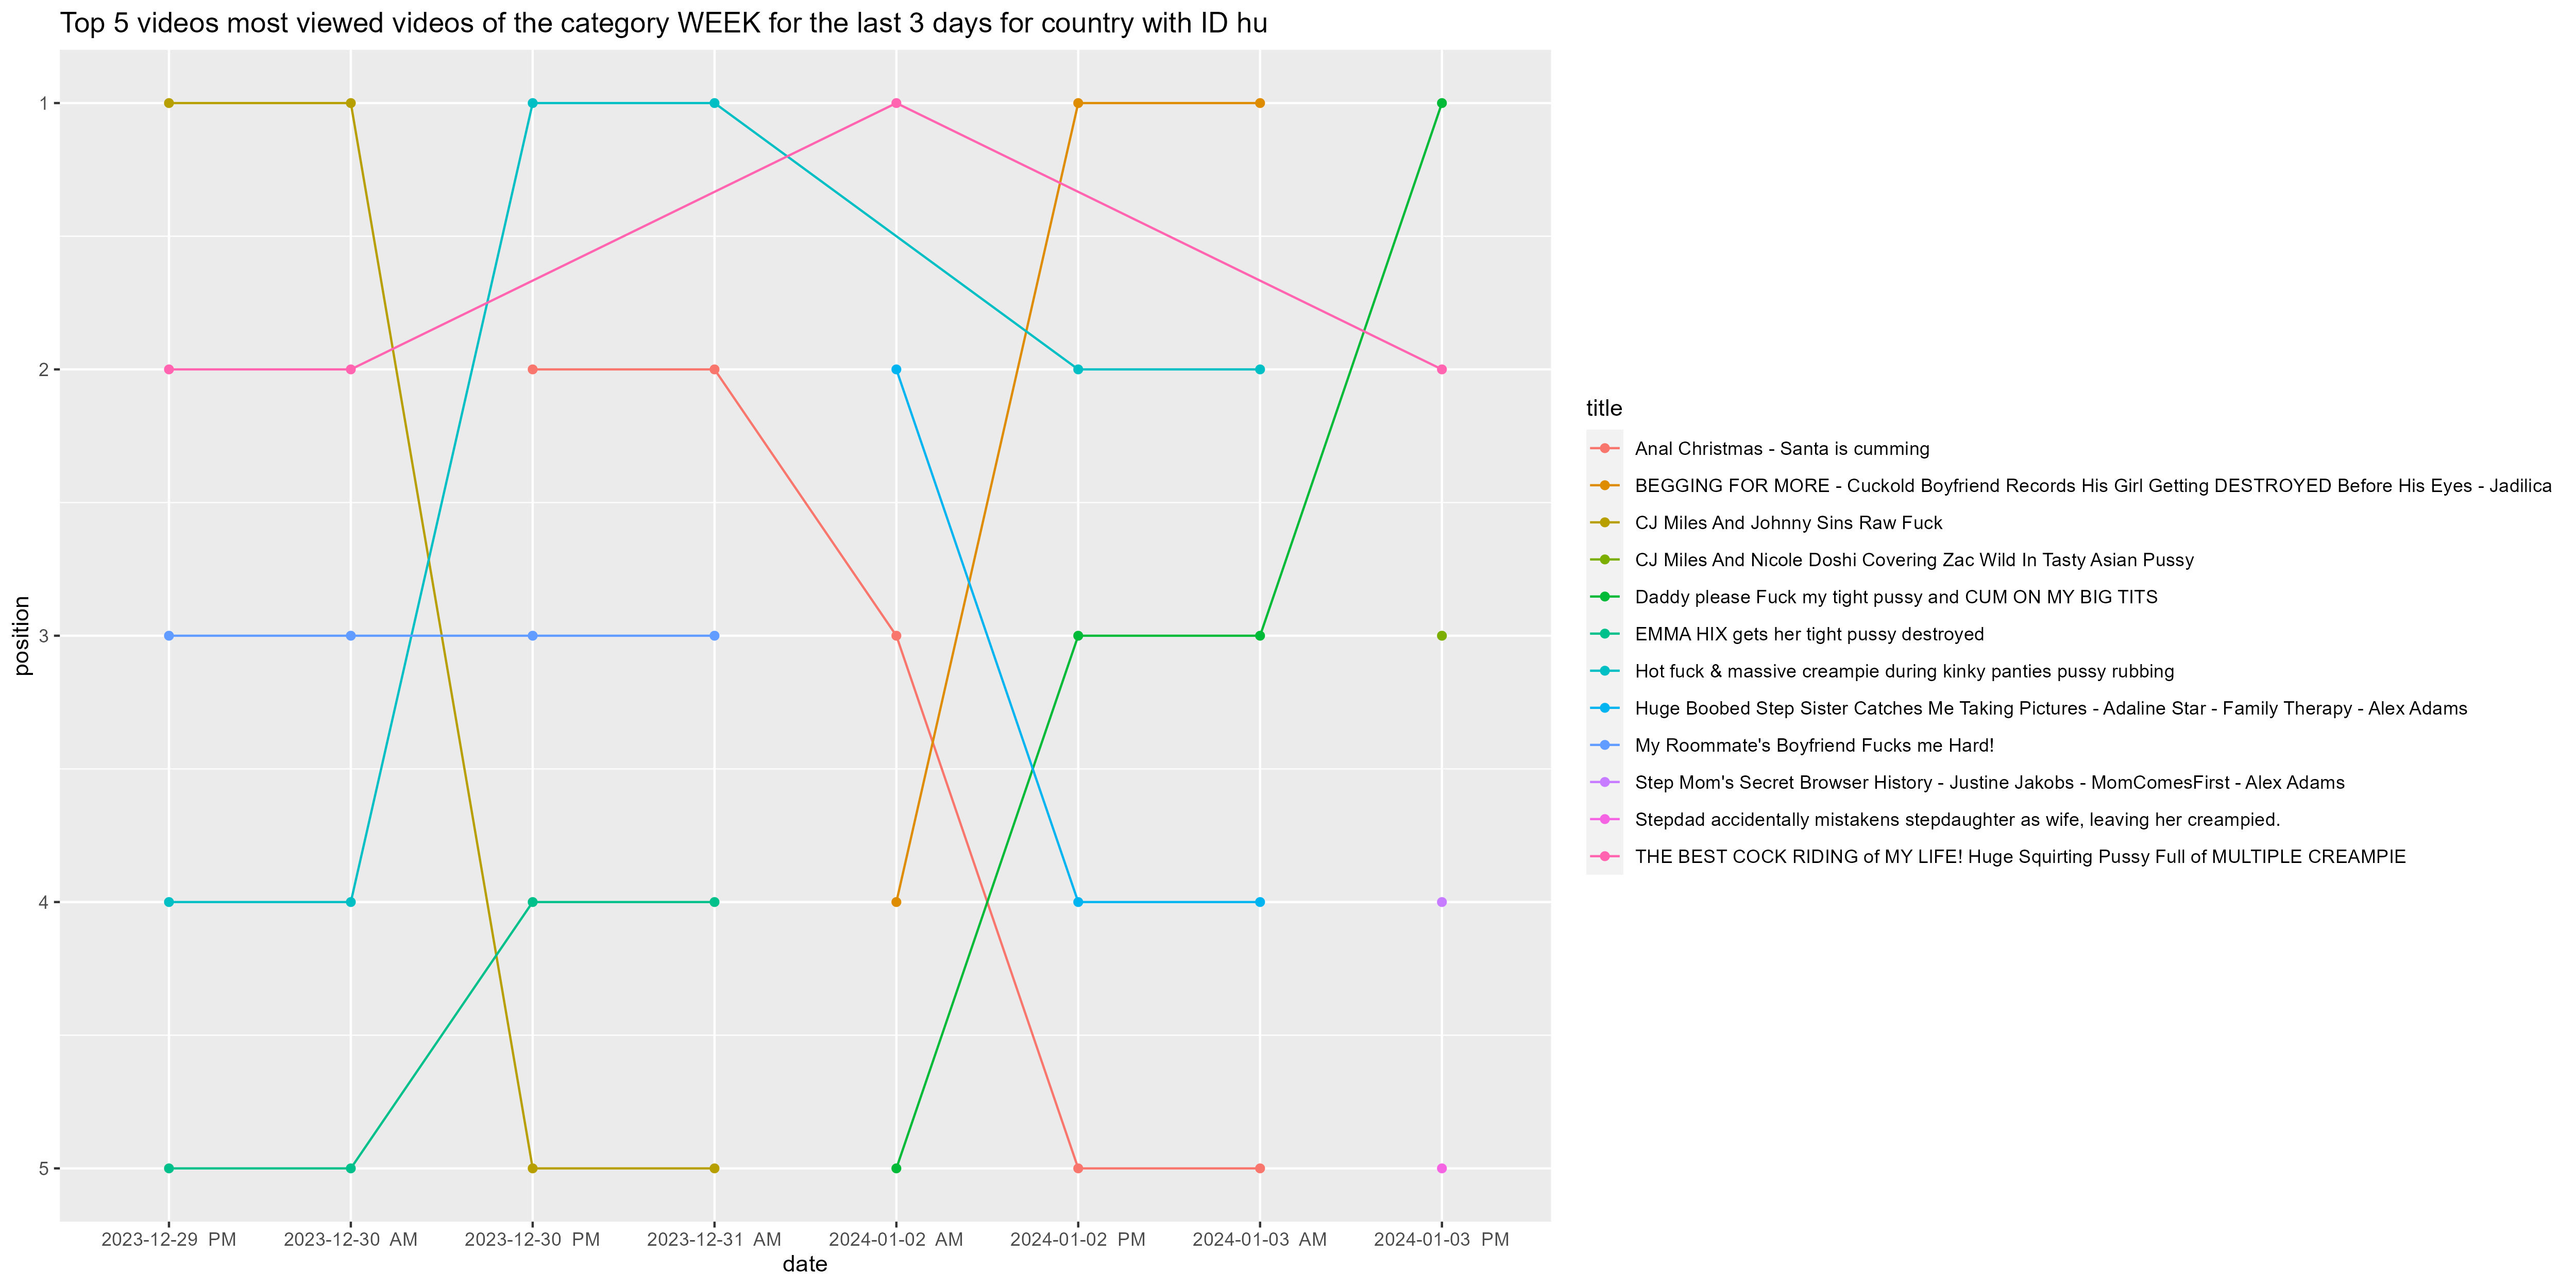 Top 5 videos most viewed videos of the category WEEK for the last 3 days for country with ID hu
position
1
2
3
4
5
2023-12-29 PM
2023-12-30 AM
2023-12-30 PM
2023-12-31 AM
2024-01-02 AM
2024-01-02 PM
2024-01-03 AM
2024-01-03 PM
date
title
Anal Christmas - Santa is cumming
BEGGING FOR MORE - Cuckold Boyfriend Records His Girl Getting DESTROYED Before His Eyes - Jadilica
CJ Miles And Johnny Sins Raw Fuck
CJ Miles And Nicole Doshi Covering Zac Wild In Tasty Asian Pussy
Daddy please Fuck my tight pussy and CUM ON MY BIG TITS
EMMA HIX gets her tight pussy destroyed
Hot fuck & massive creampie during kinky panties pussy rubbing
Huge Boobed Step Sister Catches Me Taking Pictures - Adaline Star - Family Therapy - Alex Adams
My Roommate's Boyfriend Fucks me Hard!
Step Mom's Secret Browser History - Justine Jakobs - MomComesFirst - Alex Adams
Stepdad accidentally mistakens stepdaughter as wife, leaving her creampied.
THE BEST COCK RIDING of MY LIFE! Huge Squirting Pussy Full of MULTIPLE CREAMPIE